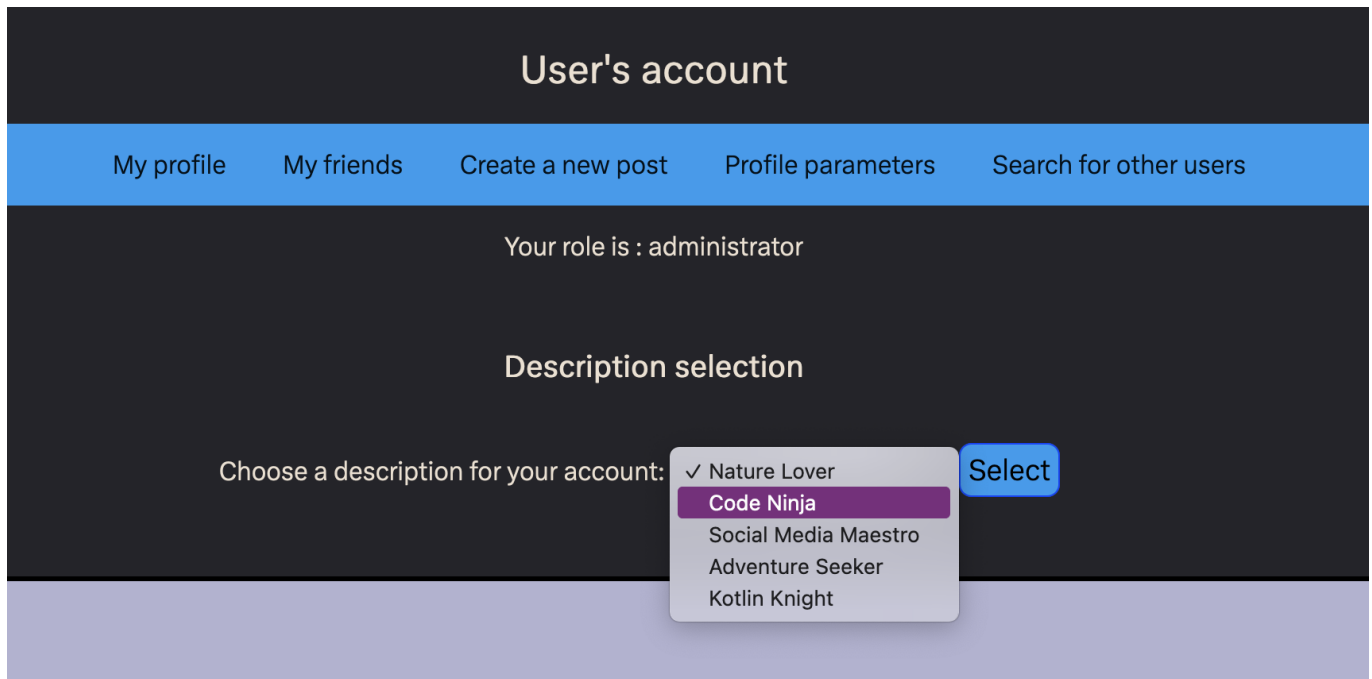 User's account
My profile My friends Create a new post Profile parameters Search for other users
Your role is : administrator
Description selection
Choose a description for your account: ✓ Nature Lover Select
Code Ninja
Social Media Maestro
Adventure Seeker
Kotlin Knight